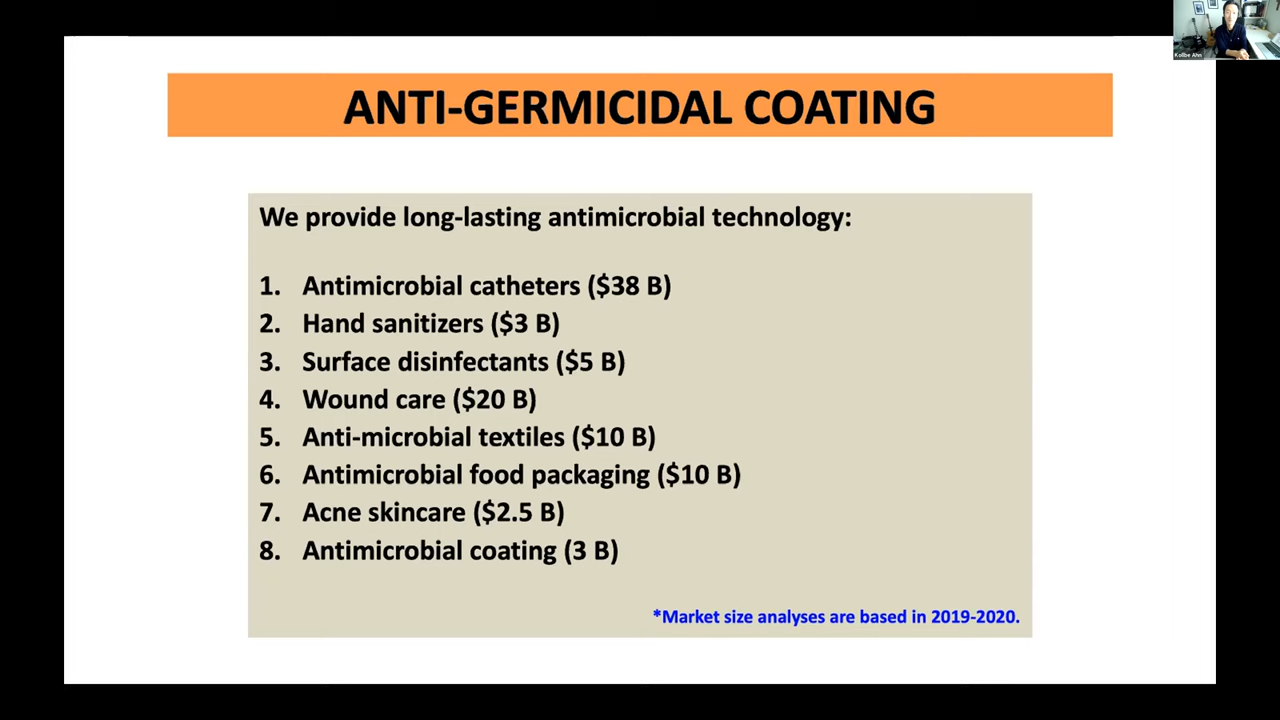 ANTI-GERMICIDAL COATING
We provide long-lasting antimicrobial technology:
1. Antimicrobial catheters ($38 B)
2. Hand sanitizers ($3 B)
3. Surface disinfectants ($5 B)
4. Wound care ($20 B)
5. Anti-microbial textiles ($10 B)
6. Antimicrobial food packaging ($10 B)
7. Acne skincare ($2.5 B)
8. Antimicrobial coating (3 B)
*Market size analyses are based in 2019-2020.
Kollbe Ahn